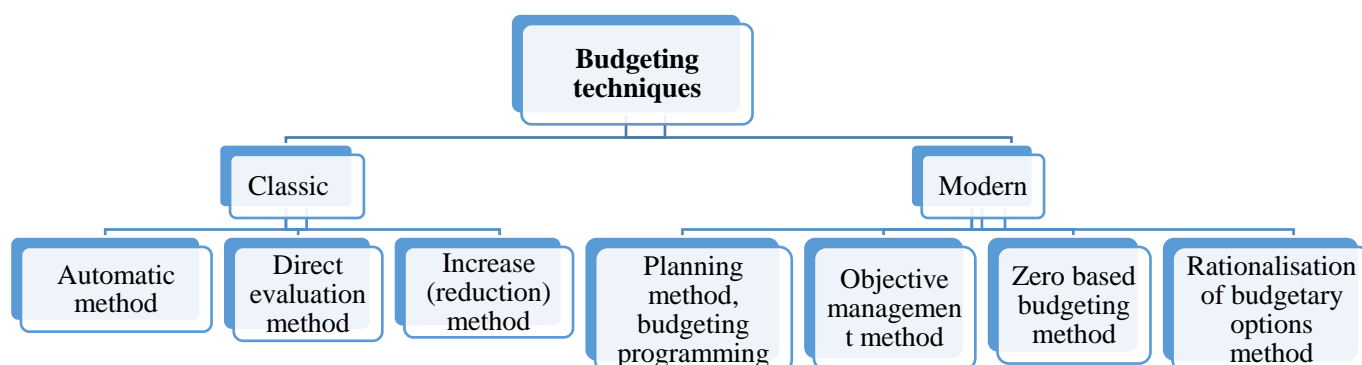 Budgeting
techniques
Classic
Modern
Automatic
method
Direct
evaluation
method
Increase
(reduction)
method
Planning
method,
budgeting
programming
Objective
managemen
t method
Zero based
budgeting
method
Rationalisation
of budgetary
options
method